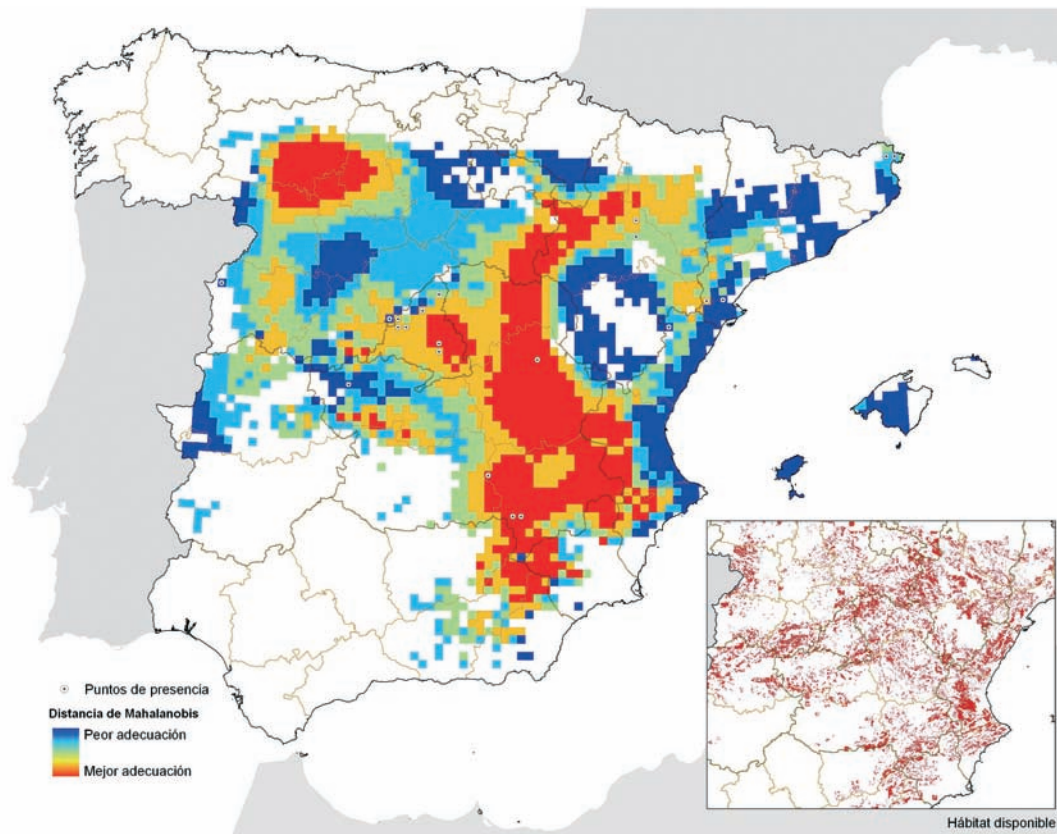 Puntos de presencia
Distancia de Mahalanobis
Peor adecuación
Mejor adecuación
Hábitat disponible